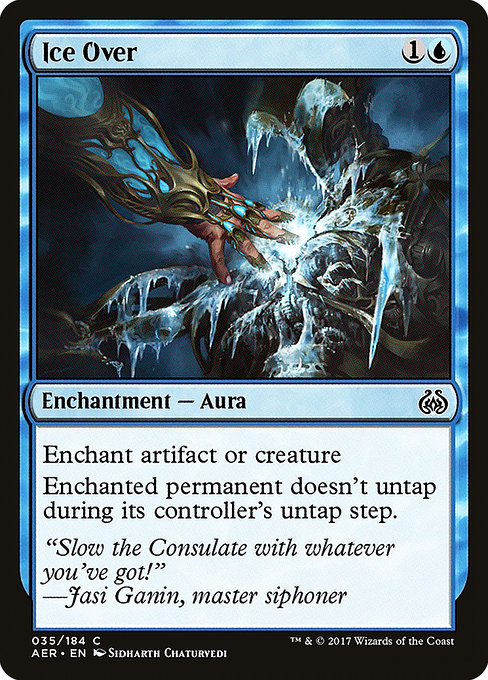 Ice Over
1
Enchantment — Aura
Enchant artifact or creature
Enchanted permanent doesn't untap
during its controller's untap step.
“Slow the Consulate with whatever
you've got!”
—Jasi Ganin, master siphoner
035/184 C
AER • EN Sidharth Chaturvedi
™ & © 2017 Wizards of the Coast